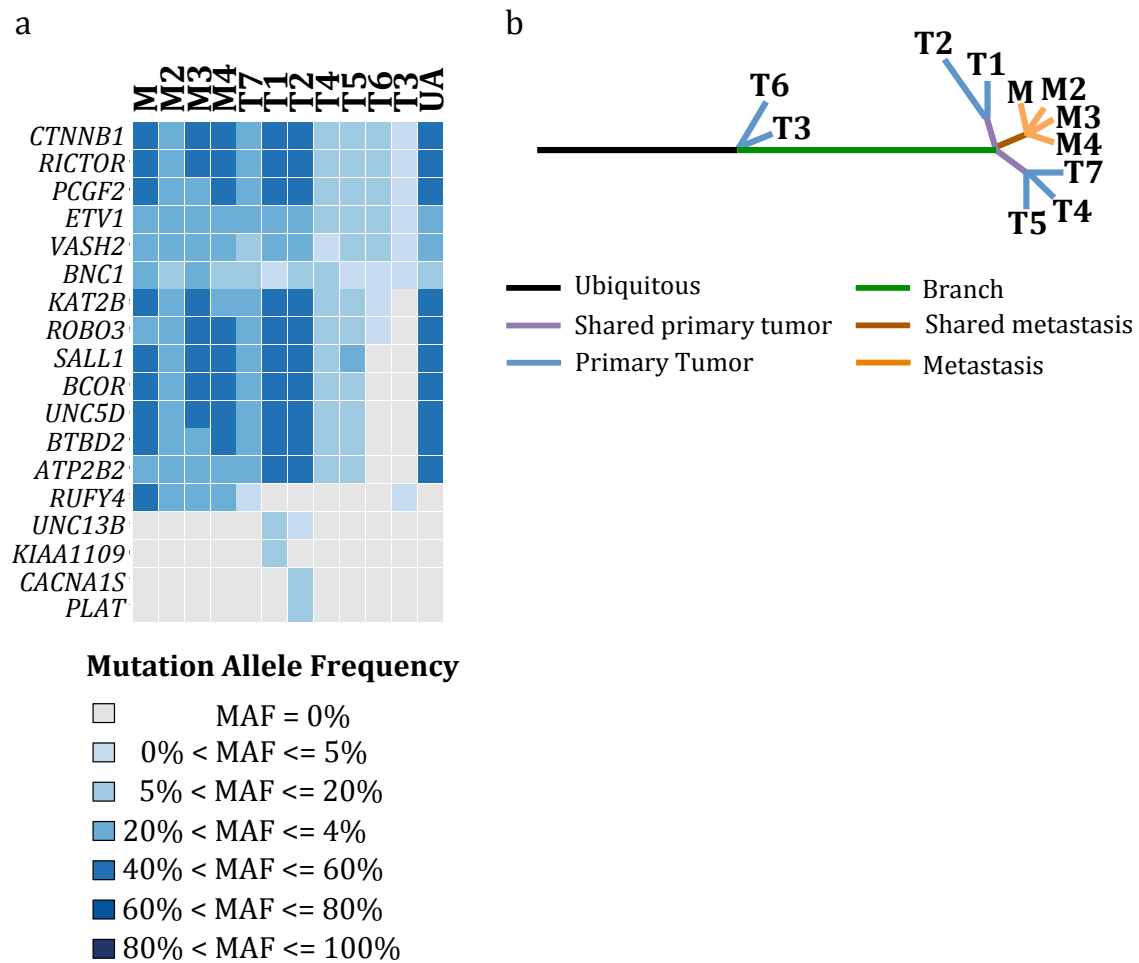 a
M M2 M3 M4 T7 T1 T2 T4 T5 T6 T3 UA
CTNNB1
RICTOR
PCGF2
ETV1
VASH2
BNC1
KAT2B
ROBO3
SALL1
BCOR
UNC5D
BTBD2
ATP2B2
RUFY4
UNC13B
KIAA1109
CACNA1S
PLAT
Mutation Allele Frequency
MAF = 0%
0% < MAF <= 5%
5% < MAF <= 20%
20% < MAF <= 4%
40% < MAF <= 60%
60% < MAF <= 80%
80% < MAF <= 100%
b
T6
T3
T2
T1
M
M2
M3
M4
T7
T4
T5
Ubiquitous
Shared primary tumor
Primary Tumor
Branch
Shared metastasis
Metastasis